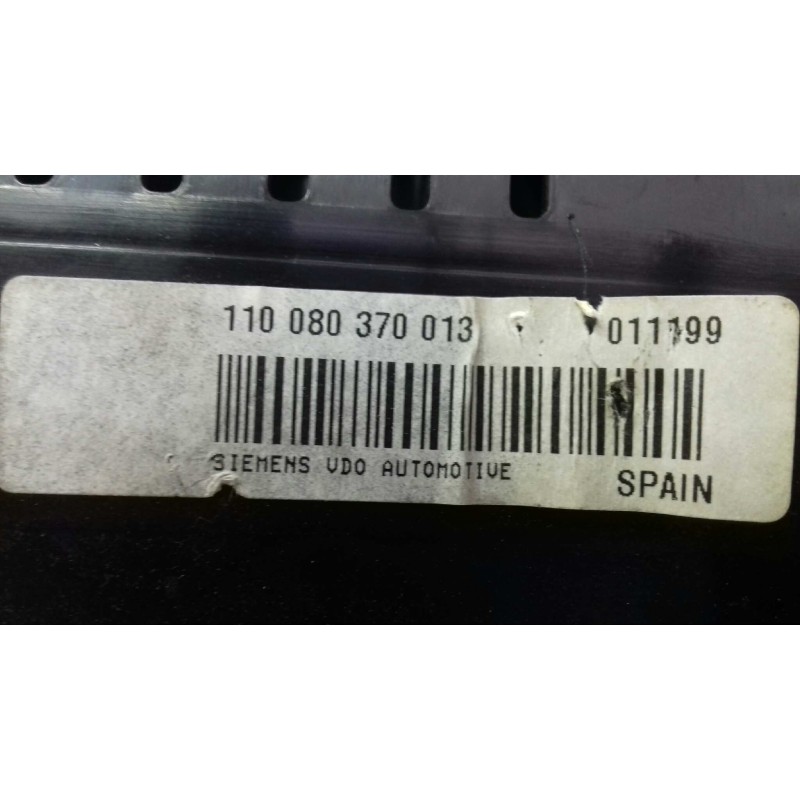 110 080 370 013 011199
SIEMENS VDO AUTOMOTIVE
SPAIN